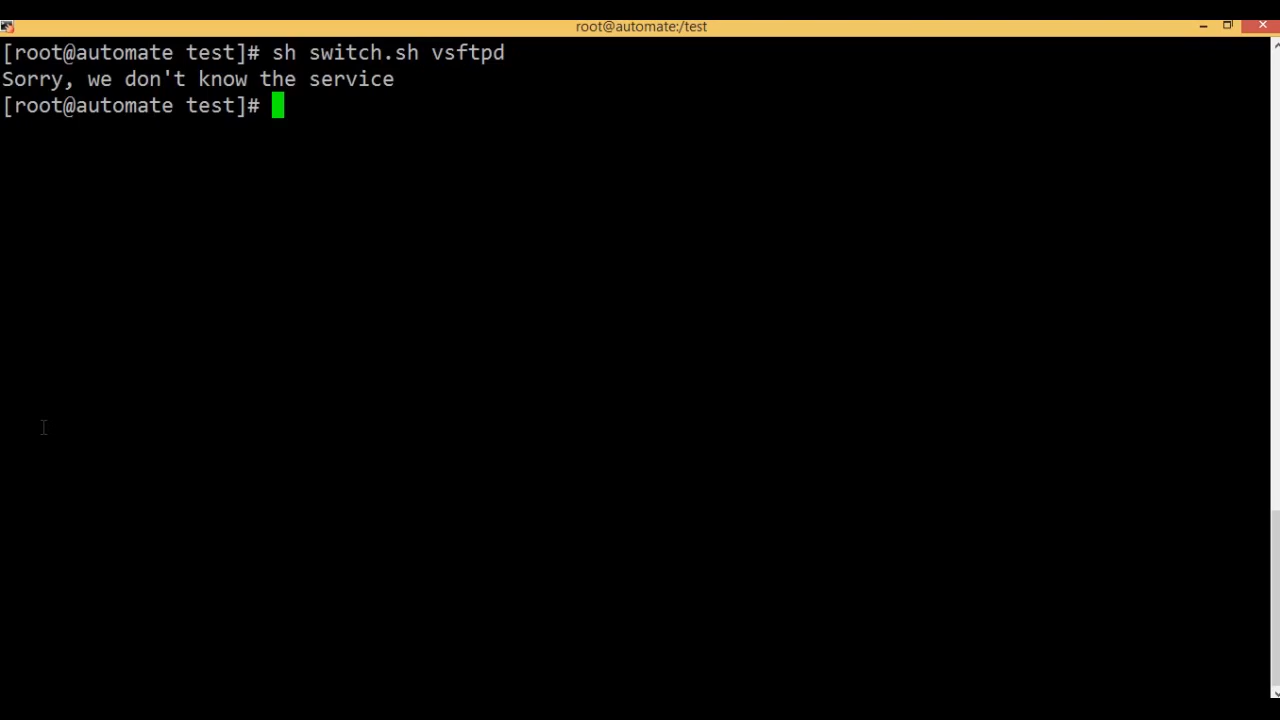 root@automate:/test
[root@automate test]# sh switch.sh vsftpd
Sorry, we don't know the service
[root@automate test]#